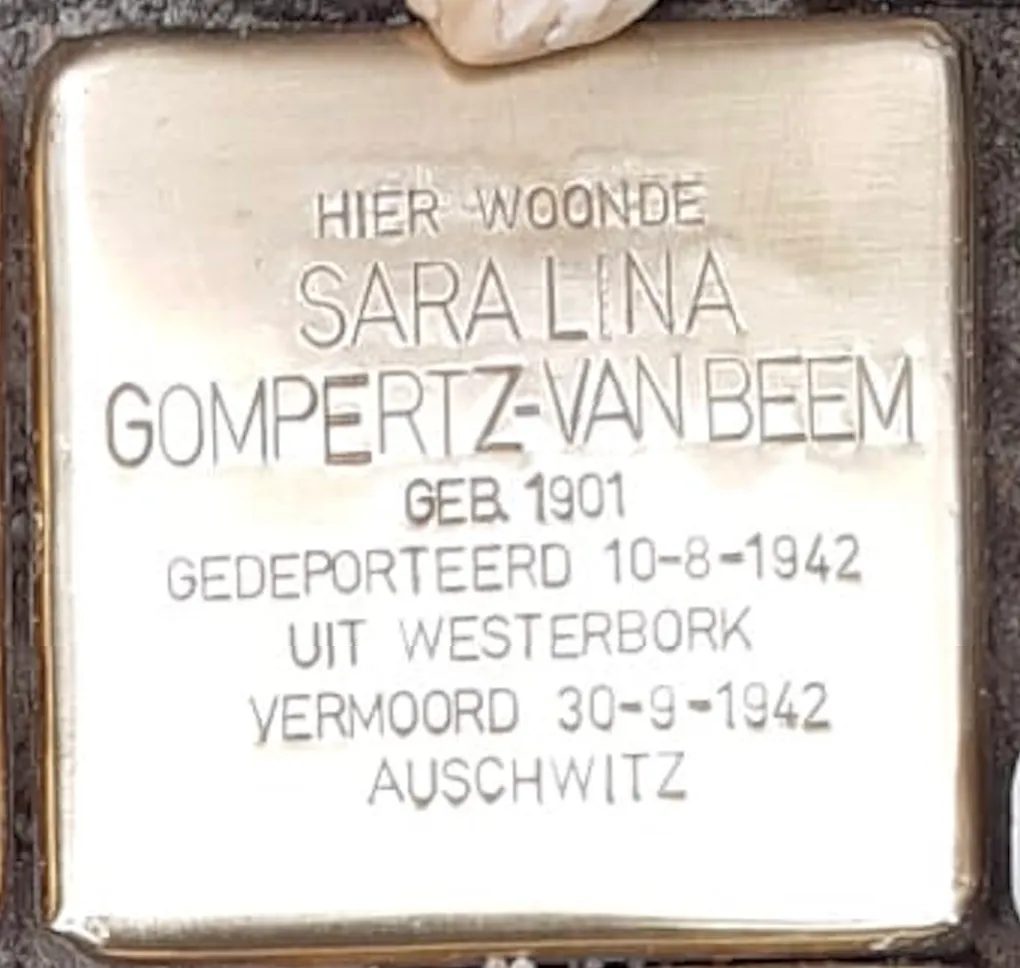 HIER WOONDE
SARA LINA
GOMPERTZ-VAN BEEM
GEB. 1901
GEDEPORTEERD 10-8-1942
UIT WESTERBORK
VERMOORD 30-9-1942
AUSCHWITZ